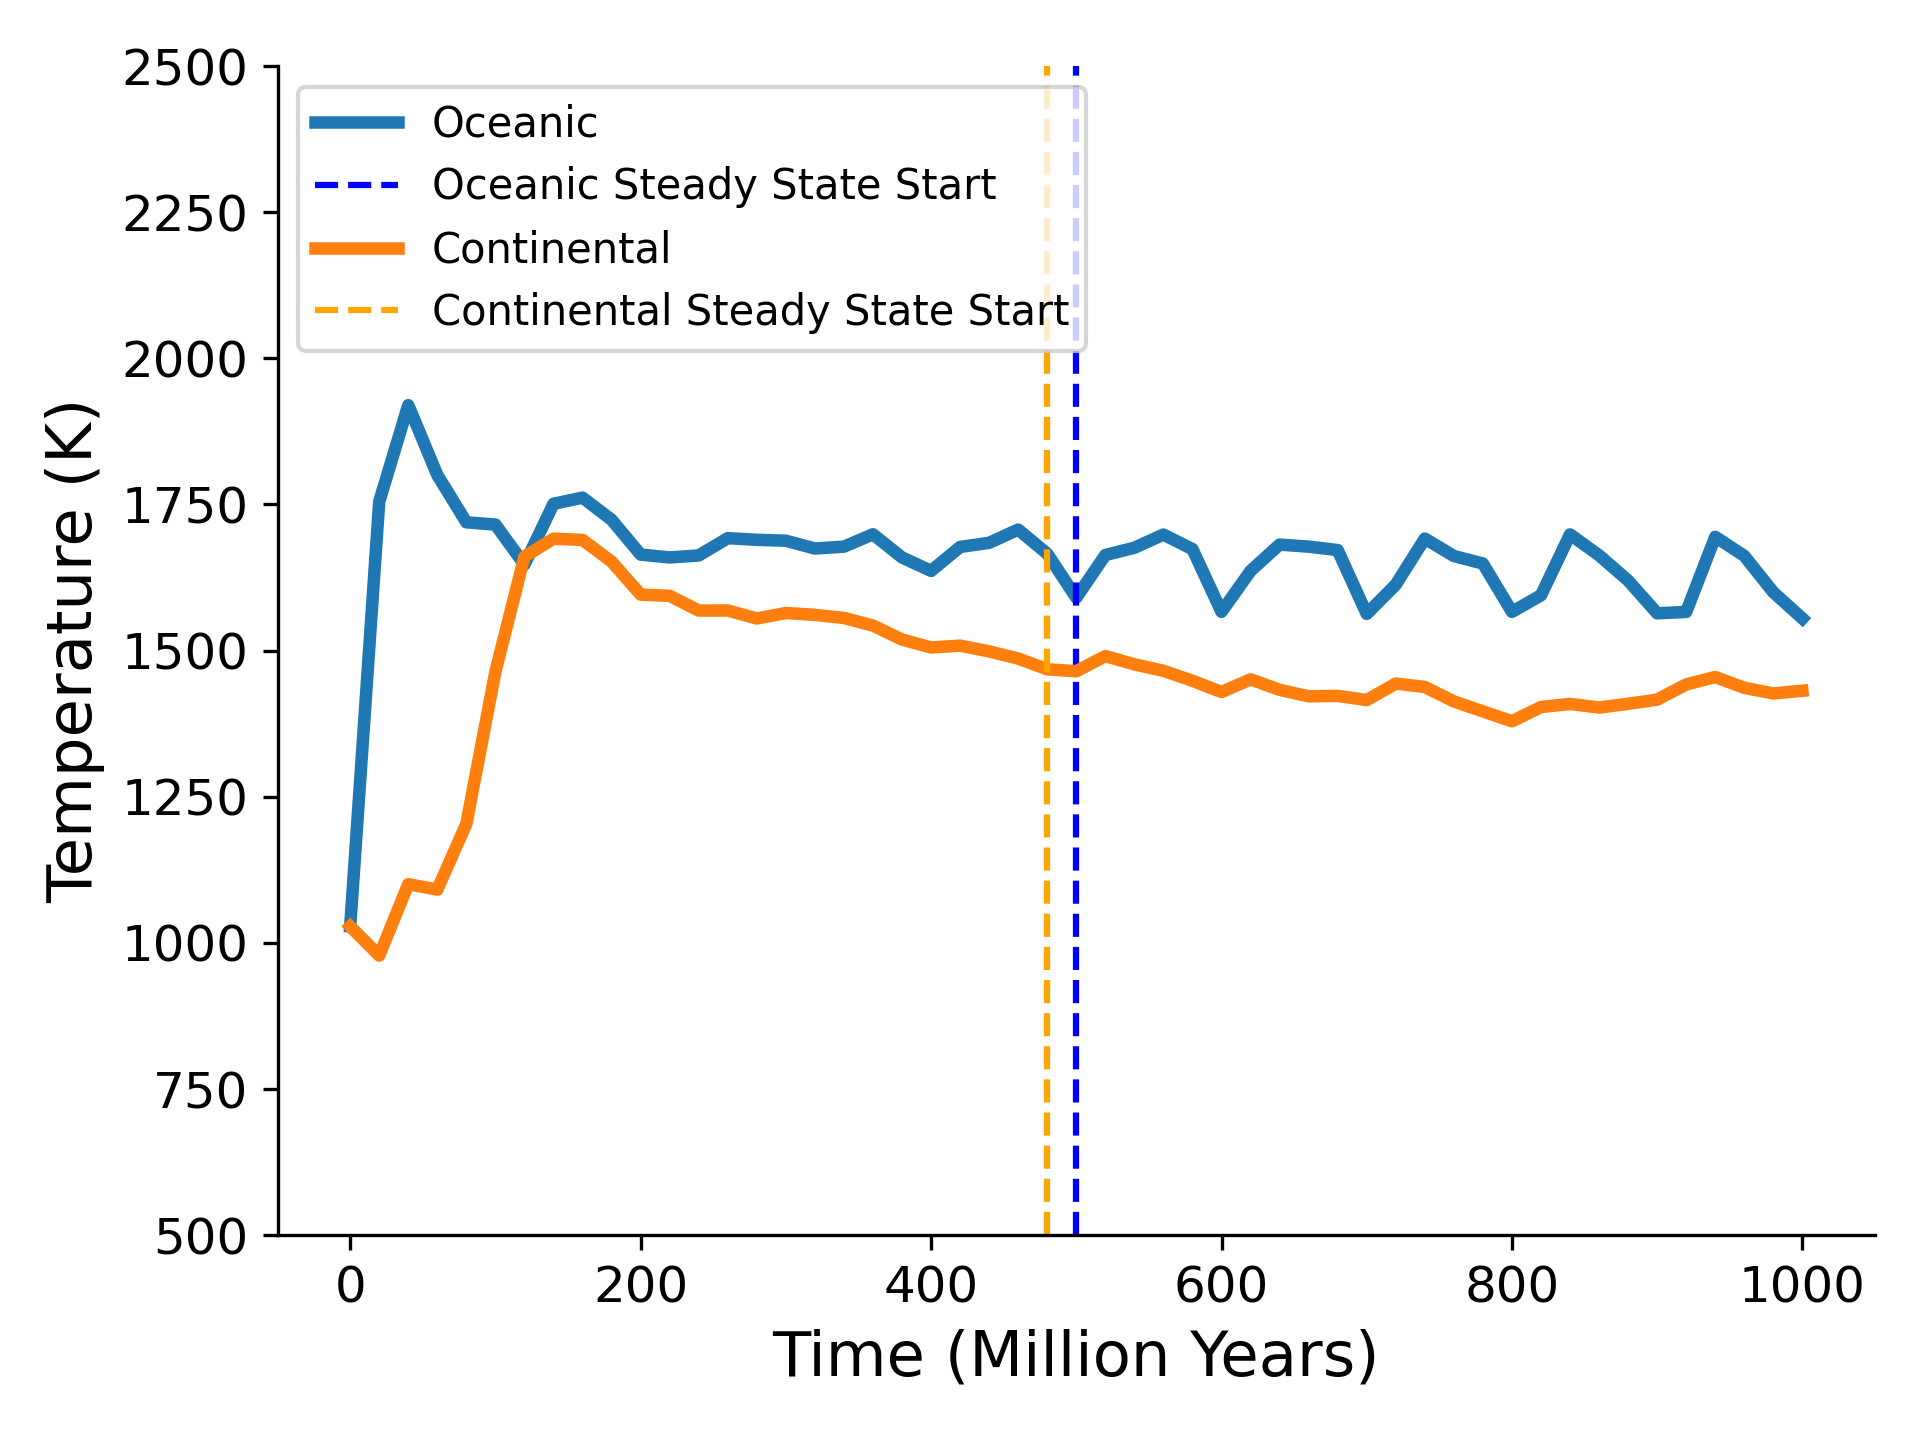 2500
2250
2000
1750
1500
1250
1000
750
500
Temperature (K)
Oceanic
Oceanic Steady State Start
Continental
Continental Steady State Start
0 200 400 600 800 1000
Time (Million Years)